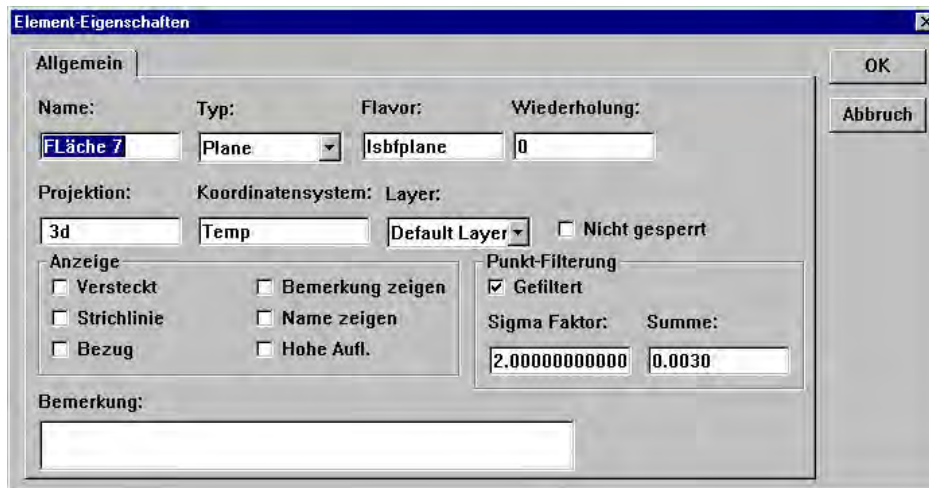 Element-Eigenschaften
Allgemein
OK
Abbruch
Name: Typ: Flavor: Wiederholung:
FLäche 7 Plane lsbfplane 0
Projektion: Koordinatensystem: Layer:
3d Temp Default Layer Nicht gesperrt
Anzeige
Versteckt Bemerkung zeigen
Strichlinie Name zeigen
Bezug Hohe Aufl.
Punkt-Filterung
Gefiltert
Sigma Faktor: Summe:
2.00000000000 0.0030
Bemerkung: